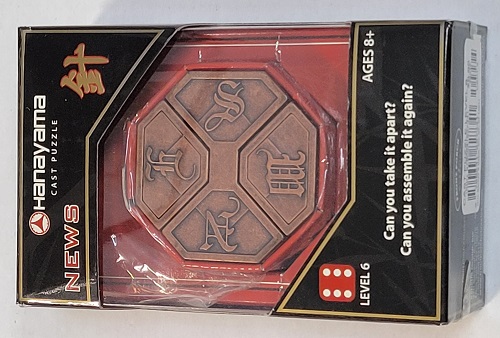 Hanayama
CAST PUZZLE
針
NEWS
E
N
S
W
LEVEL 6
Can you take it apart?
Can you assemble it again?
AGES 8+